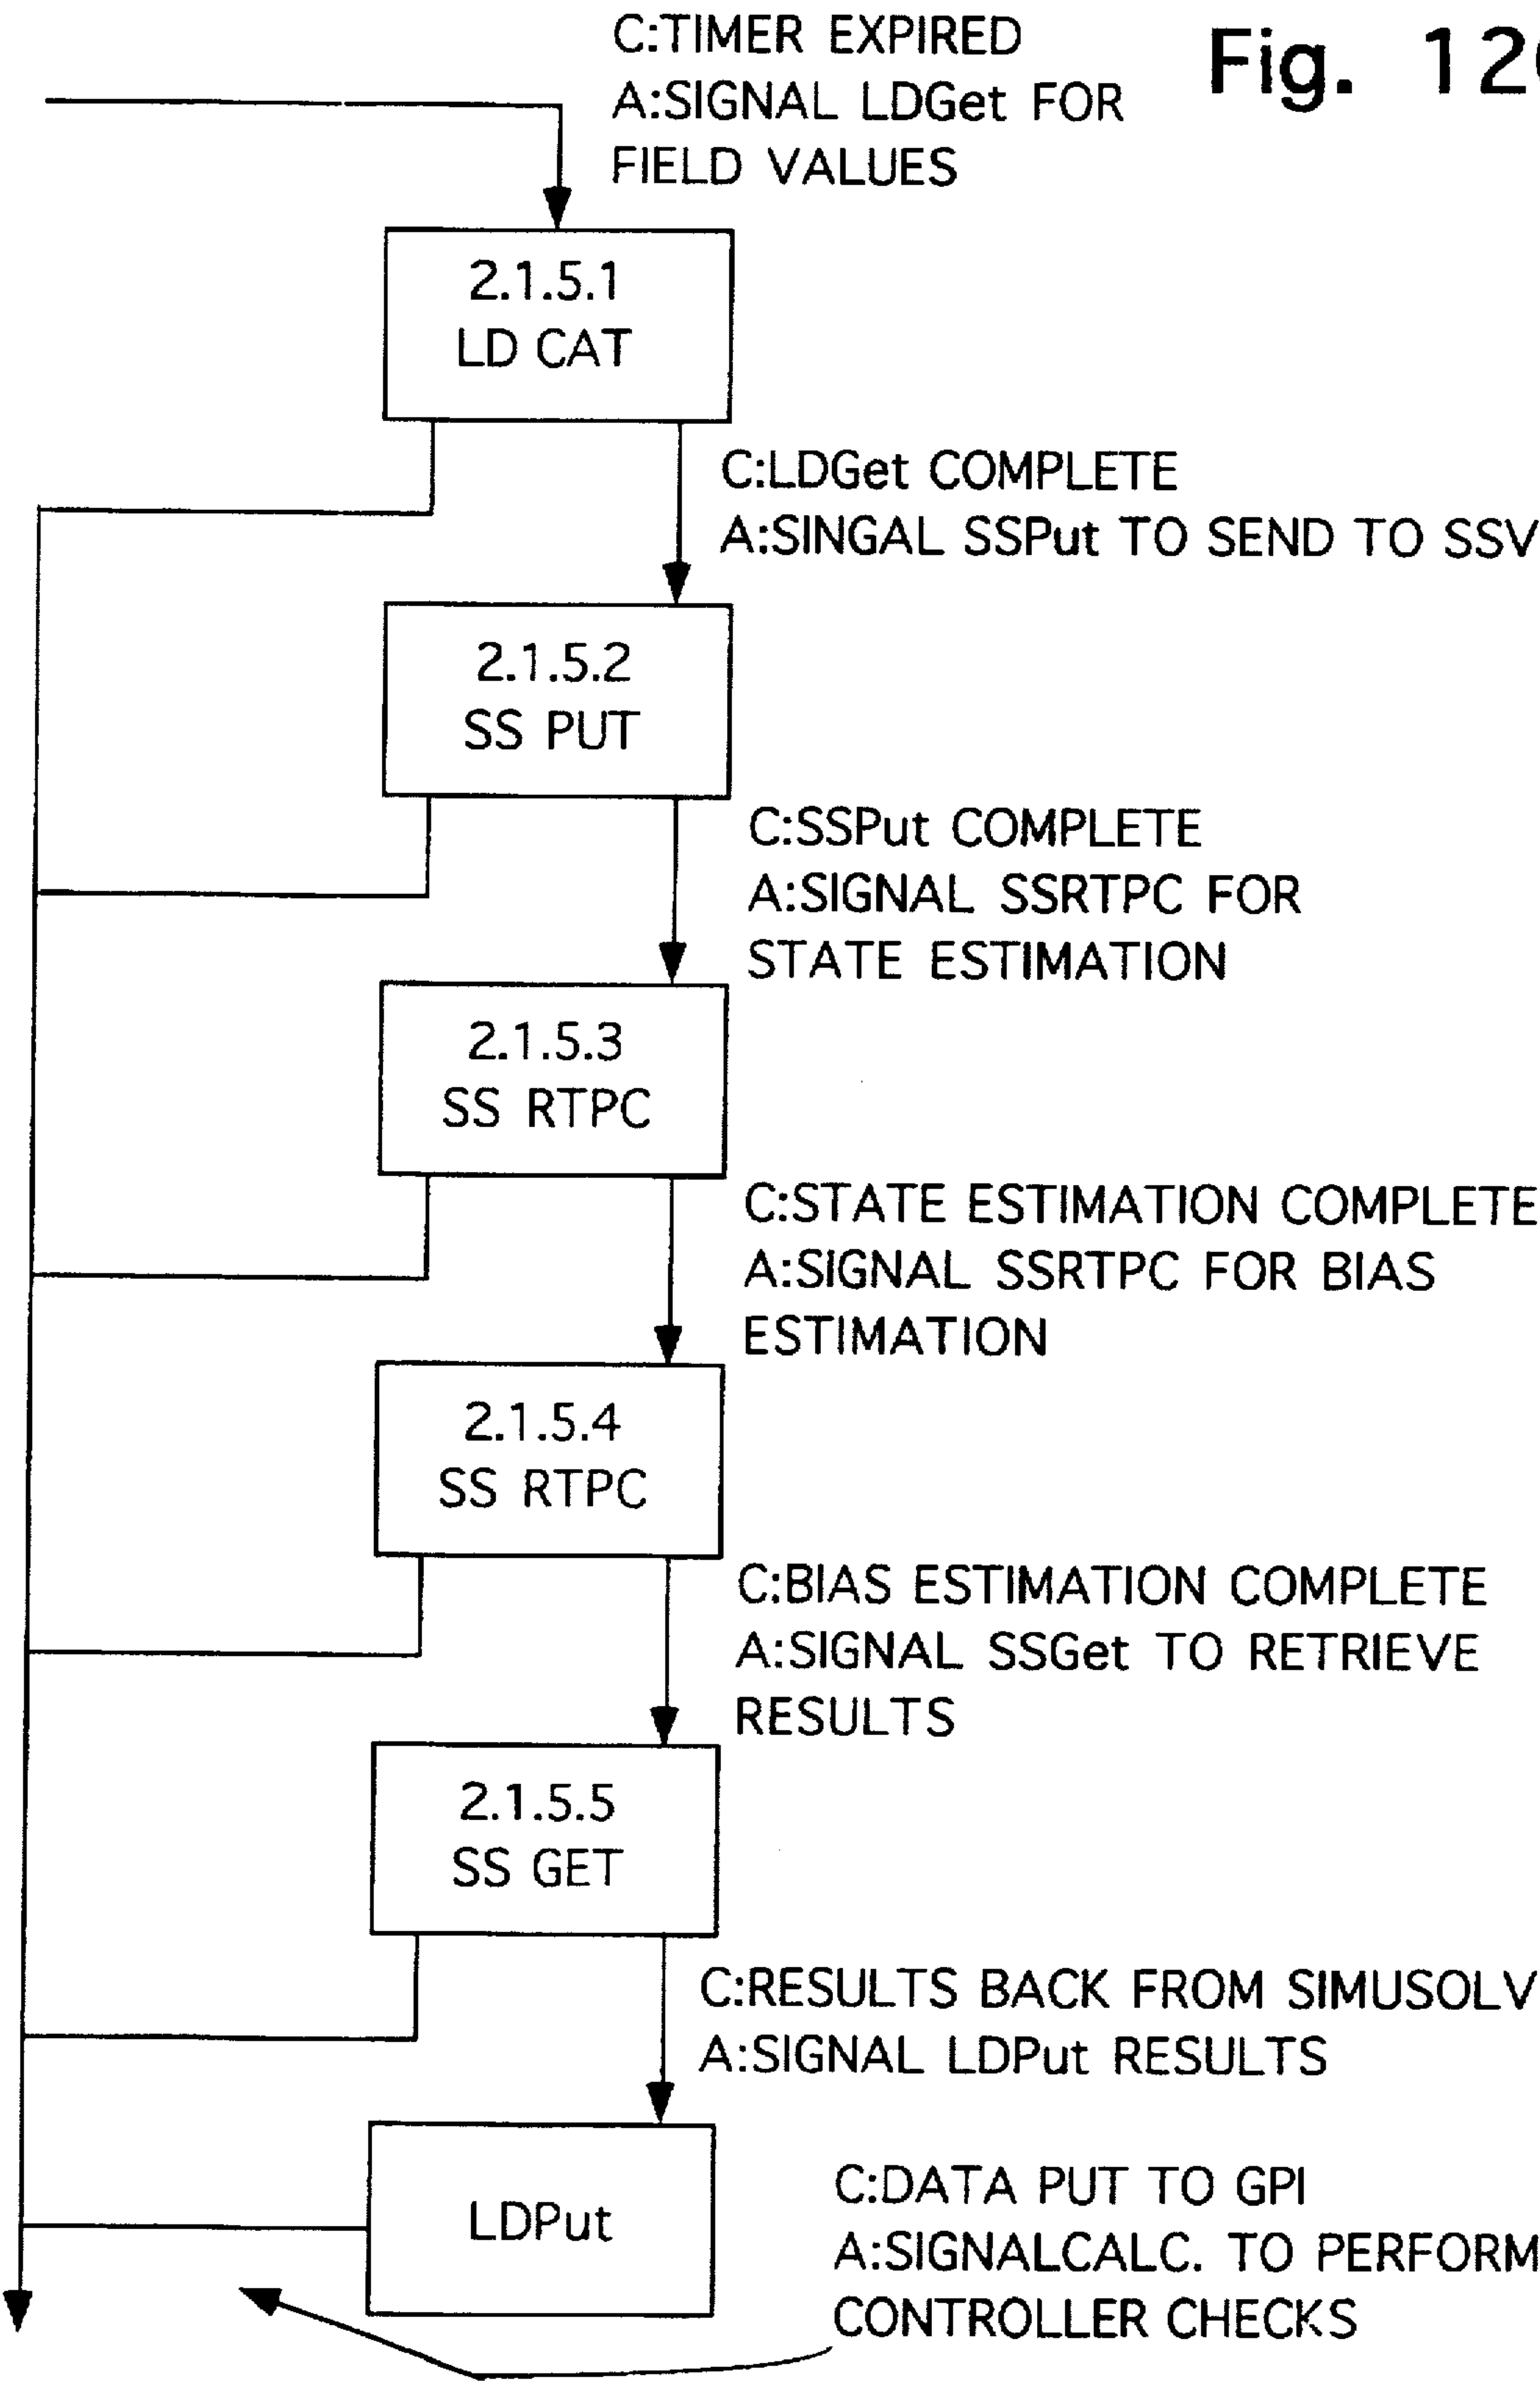 C:TIMER EXPIRED
A:SIGNAL LDGet FOR
FIELD VALUES
Fig. 12
2.1.5.1
LD CAT
C:LDGet COMPLETE
A:SINGAL SSPut TO SEND TO SSV
2.1.5.2
SS PUT
C:SSPut COMPLETE
A:SIGNAL SSRTPC FOR
STATE ESTIMATION
2.1.5.3
SS RTPC
C:STATE ESTIMATION COMPLETE
A:SIGNAL SSRTPC FOR BIAS
ESTIMATION
2.1.5.4
SS RTPC
C:BIAS ESTIMATION COMPLETE
A:SIGNAL SSGet TO RETRIEVE
RESULTS
2.1.5.5
SS GET
C:RESULTS BACK FROM SIMUSOLV
A:SIGNAL LDPut RESULTS
LDPut
C:DATA PUT TO GPI
A:SIGNALCALC. TO PERFORM
CONTROLLER CHECKS